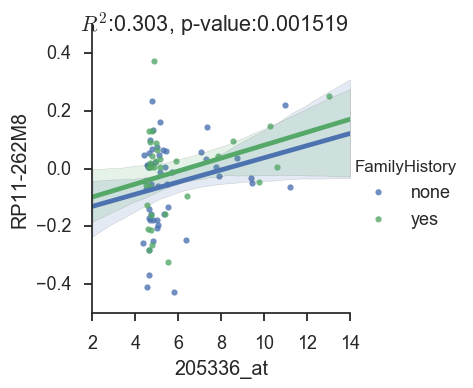 R²:0.303, p-value:0.001519
0.4
0.2
0.0
−0.2
−0.4
RP11-262M8
2 4 6 8 10 12 14
205336_at
FamilyHistory
none
yes